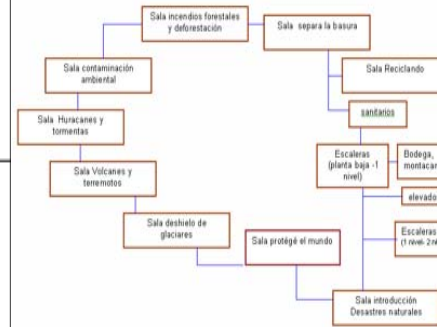 Sala incendios forestales
y deforestación
Sala separa la basura
Sala contaminación
ambiental
Sala Reciclando
Sala Huracanes y
tormentas
sanitarios
Escaleras
(planta baja -1
nivel)
Bodega,
montacar
Sala Volcanes y
terremotos
elevado
Sala deshielo de
glaciares
Escaleras
(1 nivel- 2 ni
Sala protégé el mundo
Sala introducción
Desastres naturales